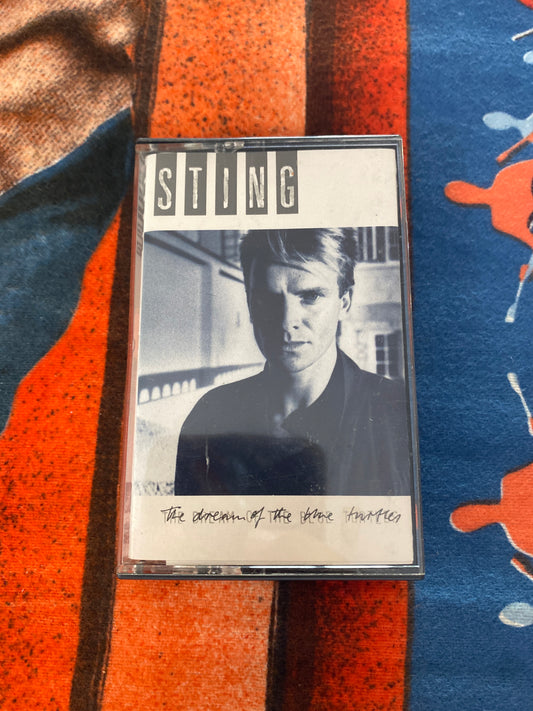 STING
The dream of the blue turtles